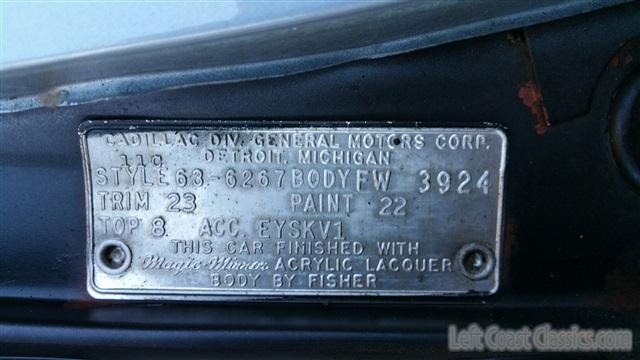 CADILLAC DIV. GENERAL MOTORS CORP.
11C DETROIT, MICHIGAN
STYLE 63-6267 BODY FW 3924
TRIM 23 PAINT 22
TOP 8 ACC. EYSKV1
THIS CAR FINISHED WITH
Magic-Mirror ACRYLIC LACQUER
BODY BY FISHER
Left Coast Classics.com